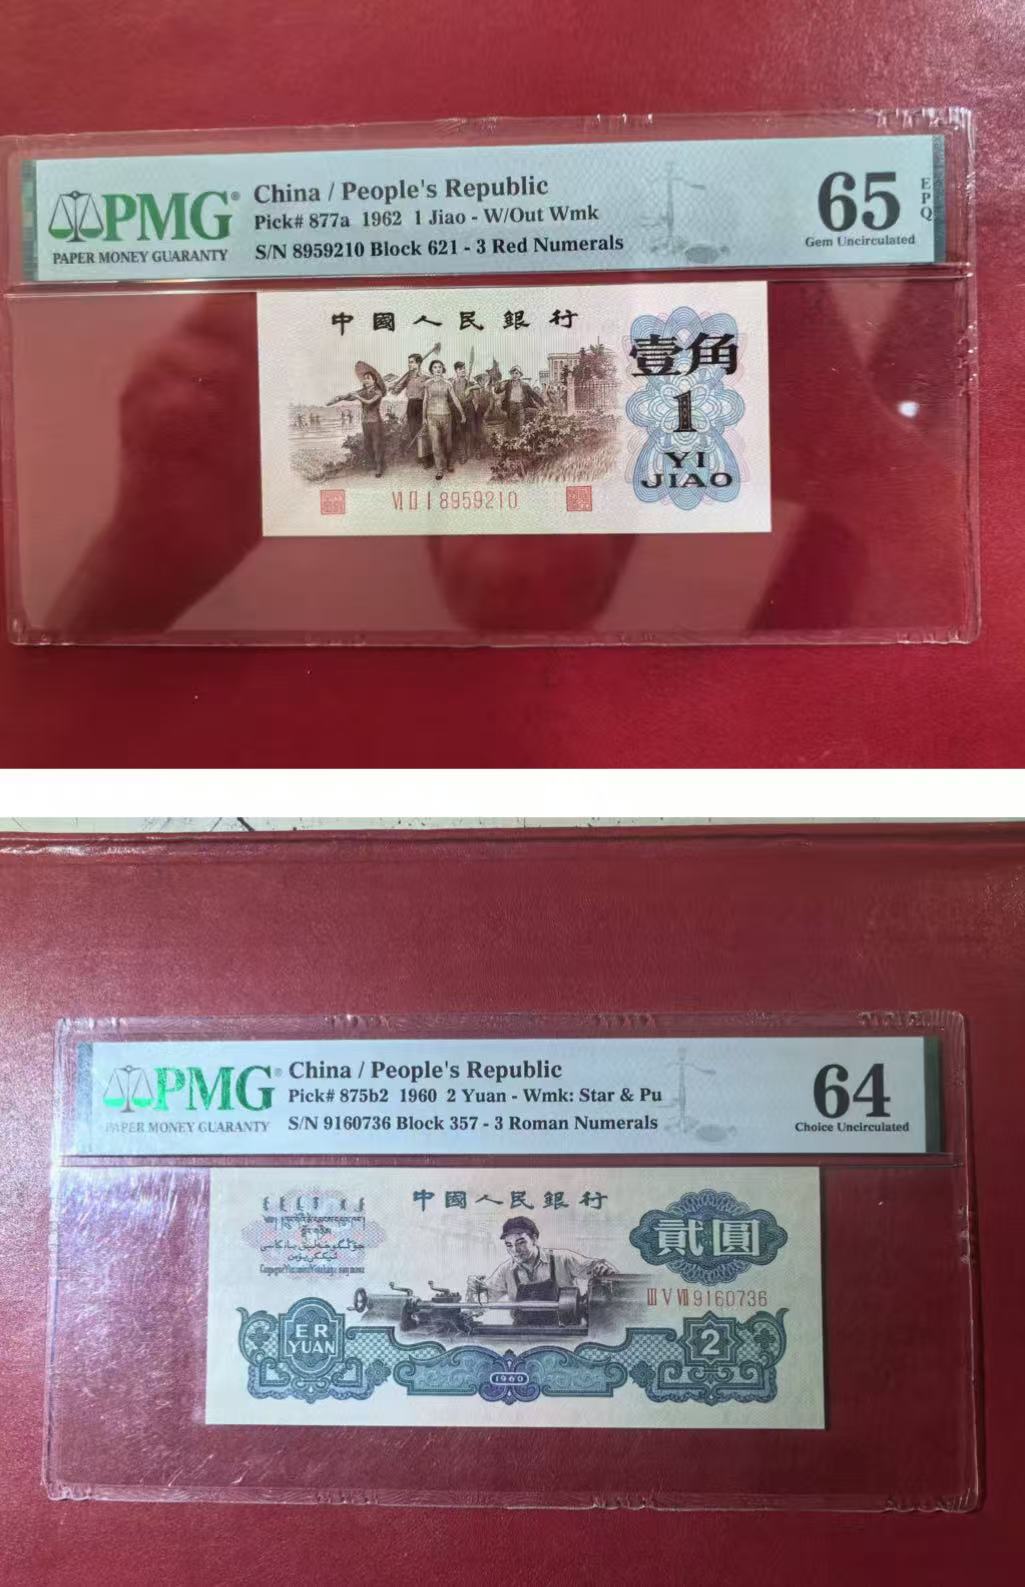 PMG
PAPER MONEY GUARANTY
China / People's Republic
Pick# 877a 1962 1 Jiao - W/Out Wmk
S/N 8959210 Block 621 - 3 Red Numerals
65
EPQ
Gem Uncirculated
中國人民銀行
壹角
1
YI
JIAO
VI II I 8959210
PMG
PAPER MONEY GUARANTY
China / People's Republic
Pick# 875b2 1960 2 Yuan - Wmk: Star & Pu
S/N 9160736 Block 357 - 3 Roman Numerals
64
Choice Uncirculated
中國人民銀行
貳圓
III V VII 9160736
ER
YUAN
2
1960